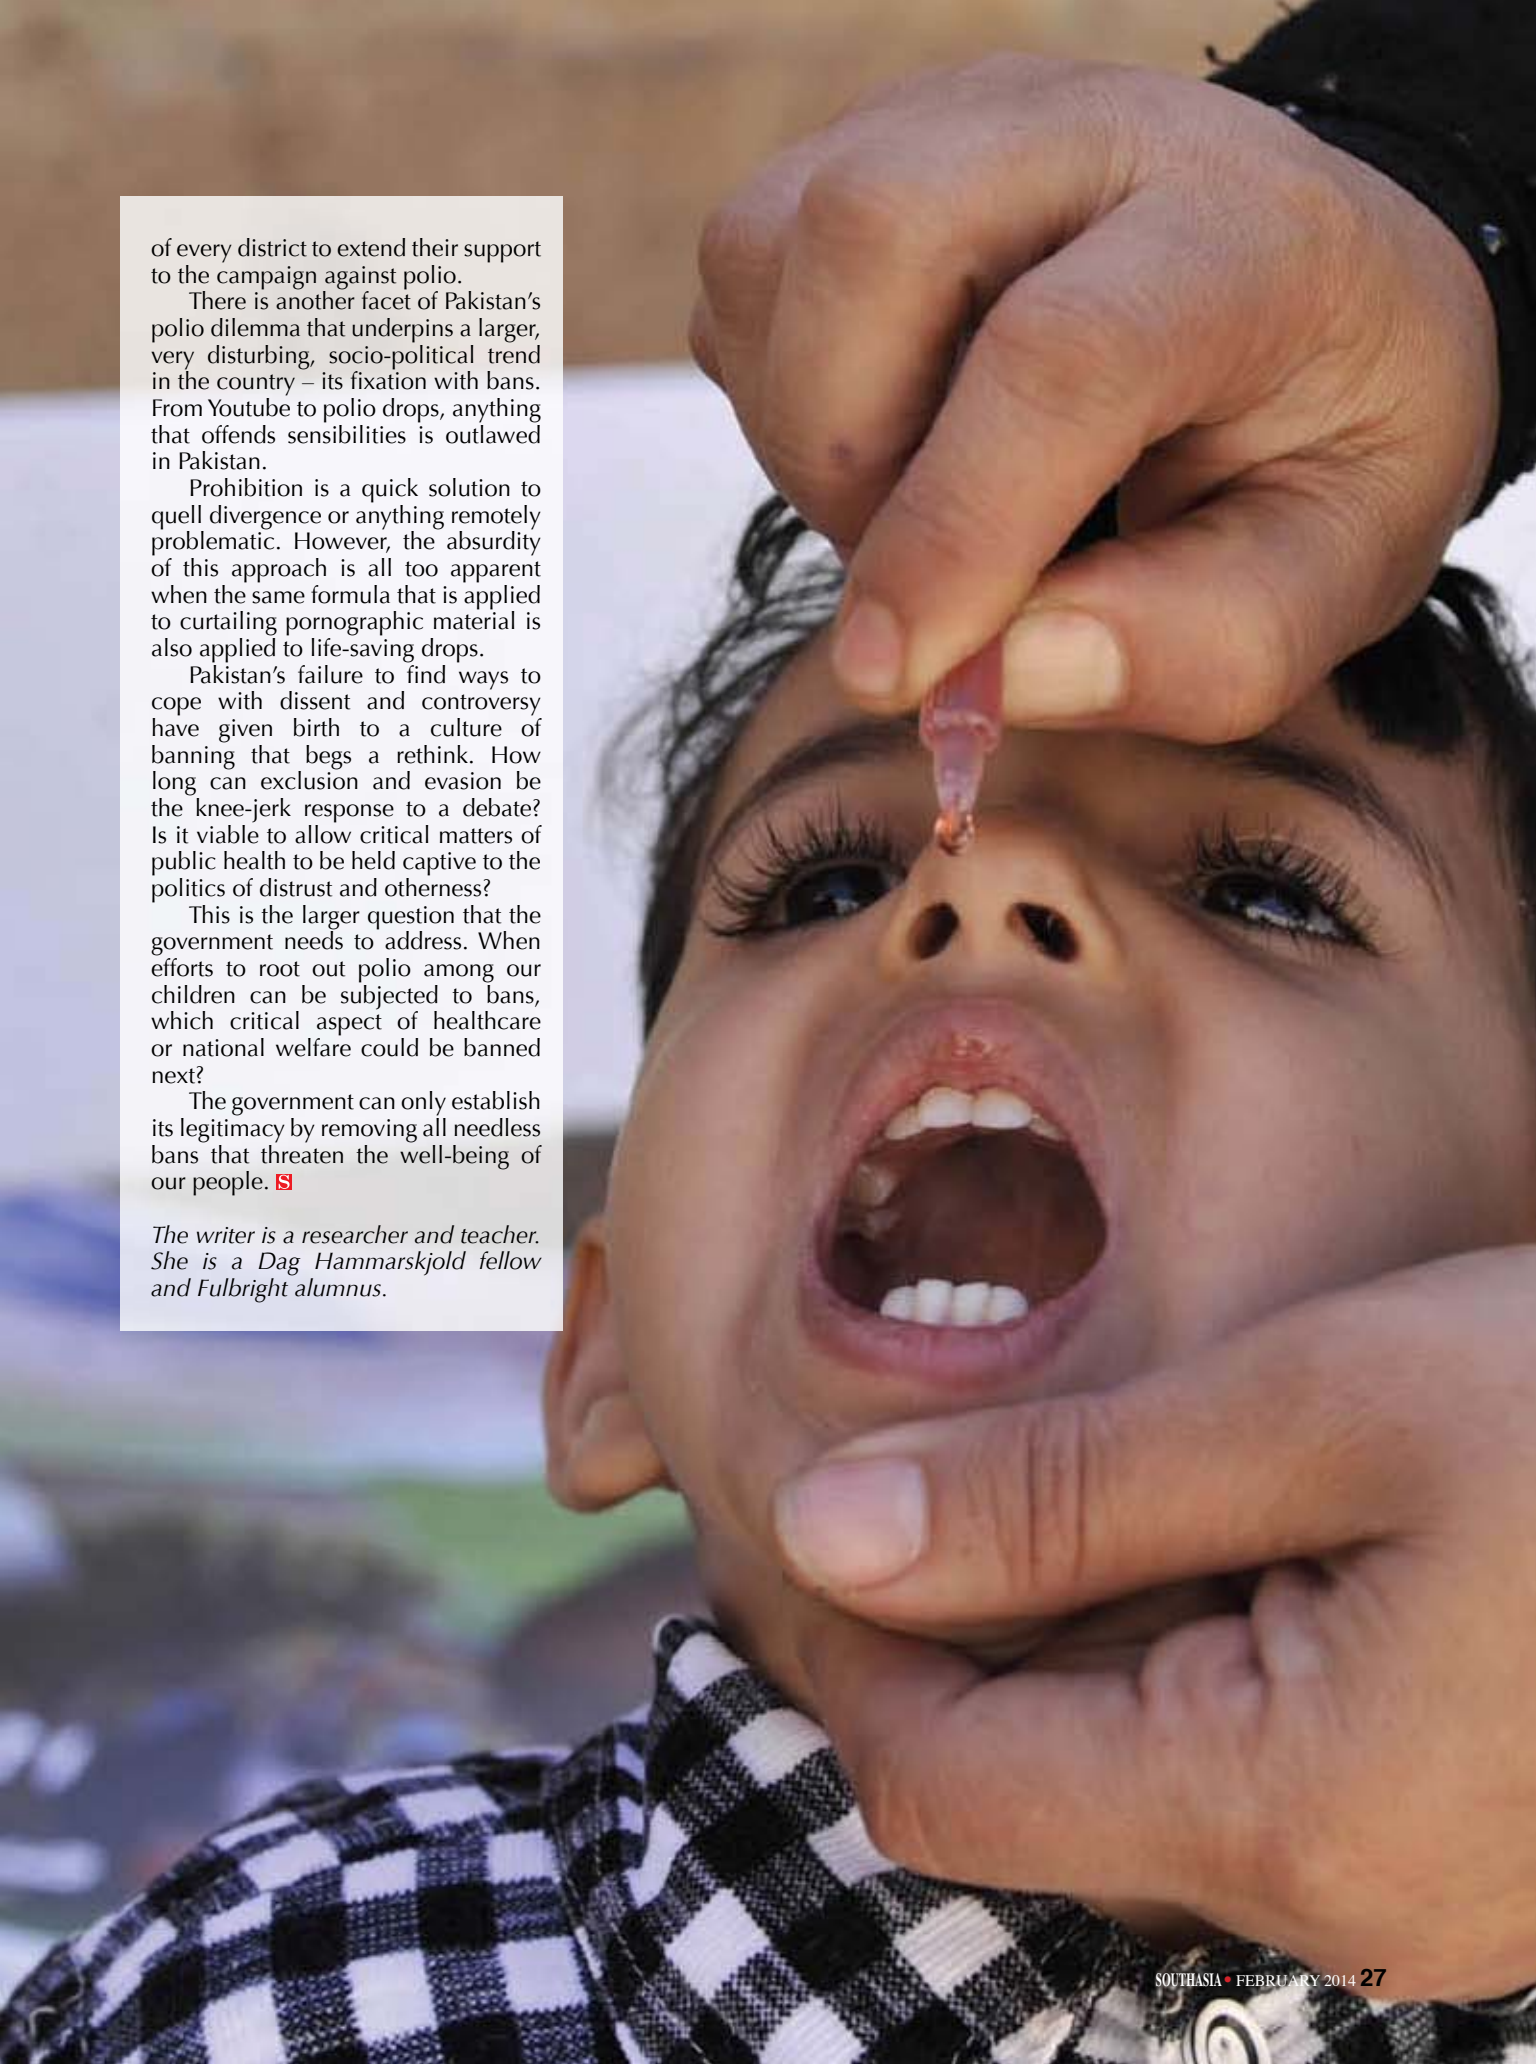 of every district to extend their support
to the campaign against polio.
There is another facet of Pakistan’s
polio dilemma that underpins a larger,
very disturbing, socio-political trend
in the country – its fixation with bans.
From Youtube to polio drops, anything
that offends sensibilities is outlawed
in Pakistan.
Prohibition is a quick solution to
quell divergence or anything remotely
problematic. However, the absurdity
of this approach is all too apparent
when the same formula that is applied
to curtailing pornographic material is
also applied to life-saving drops.
Pakistan’s failure to find ways to
cope with dissent and controversy
have given birth to a culture of
banning that begs a rethink. How
long can exclusion and evasion be
the knee-jerk response to a debate?
Is it viable to allow critical matters of
public health to be held captive to the
politics of distrust and otherness?
This is the larger question that the
government needs to address. When
efforts to root out polio among our
children can be subjected to bans,
which critical aspect of healthcare
or national welfare could be banned
next?
The government can only establish
its legitimacy by removing all needless
bans that threaten the well-being of
our people. S
The writer is a researcher and teacher.
She is a Dag Hammarskjold fellow
and Fulbright alumnus.
SOUTHASIA • FEBRUARY 2014 27